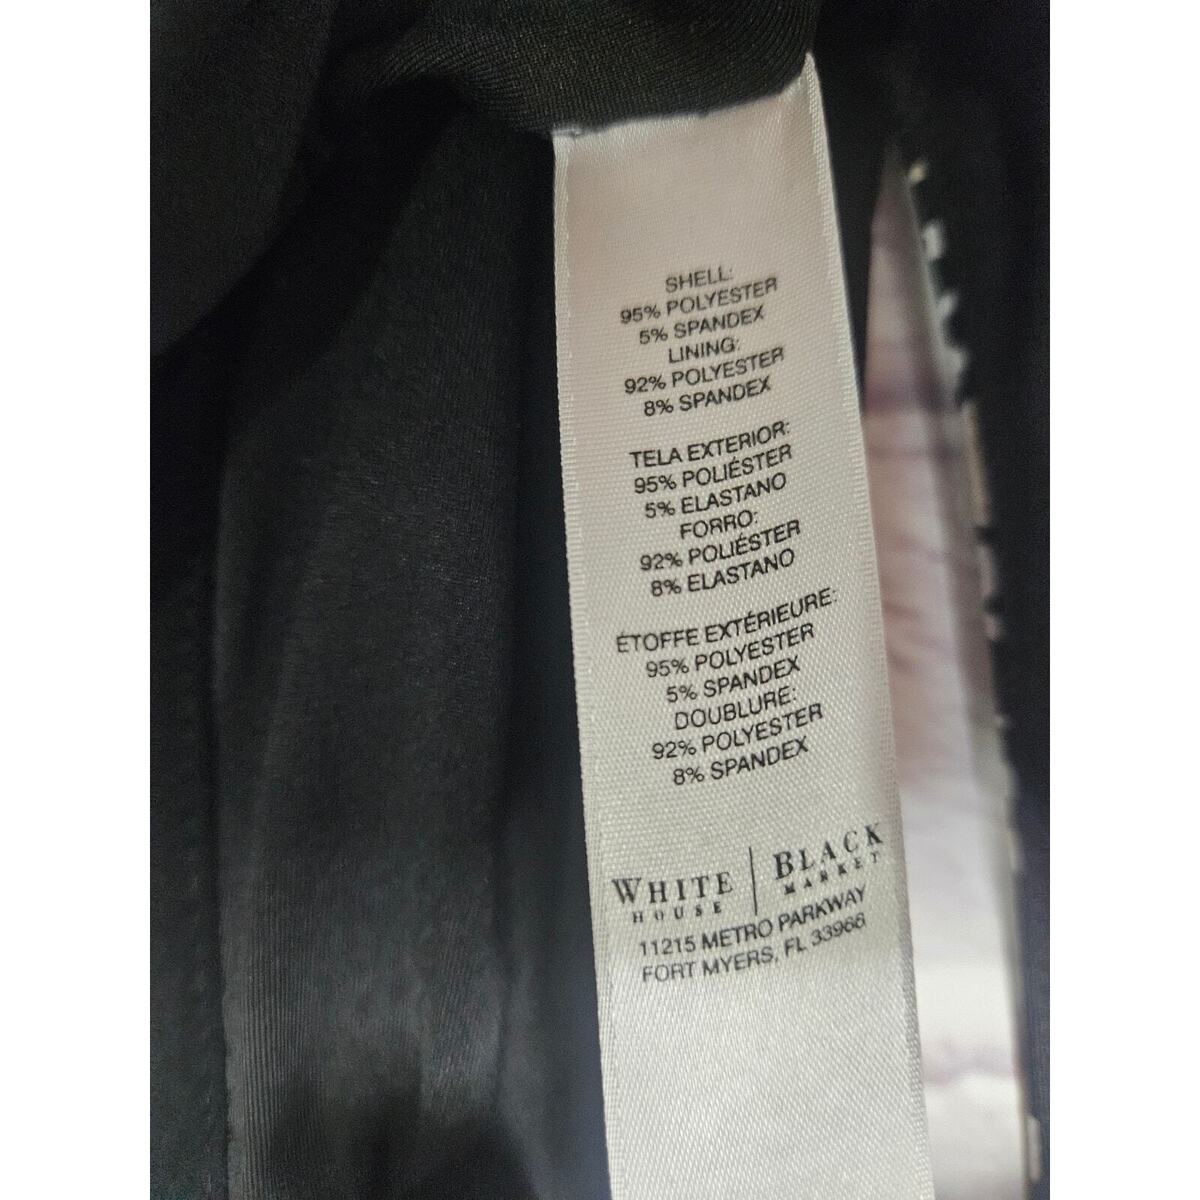 SHELL:
95% POLYESTER
5% SPANDEX
LINING:
92% POLYESTER
8% SPANDEX
TELA EXTERIOR:
95% POLIÉSTER
5% ELASTANO
FORRO:
92% POLIÉSTER
8% ELASTANO
ÉTOFFE EXTÉRIEURE:
95% POLYESTER
5% SPANDEX
DOUBLURE:
92% POLYESTER
8% SPANDEX
WHITE | BLACK
HOUSE MARKET
11215 METRO PARKWAY
FORT MYERS, FL 33966